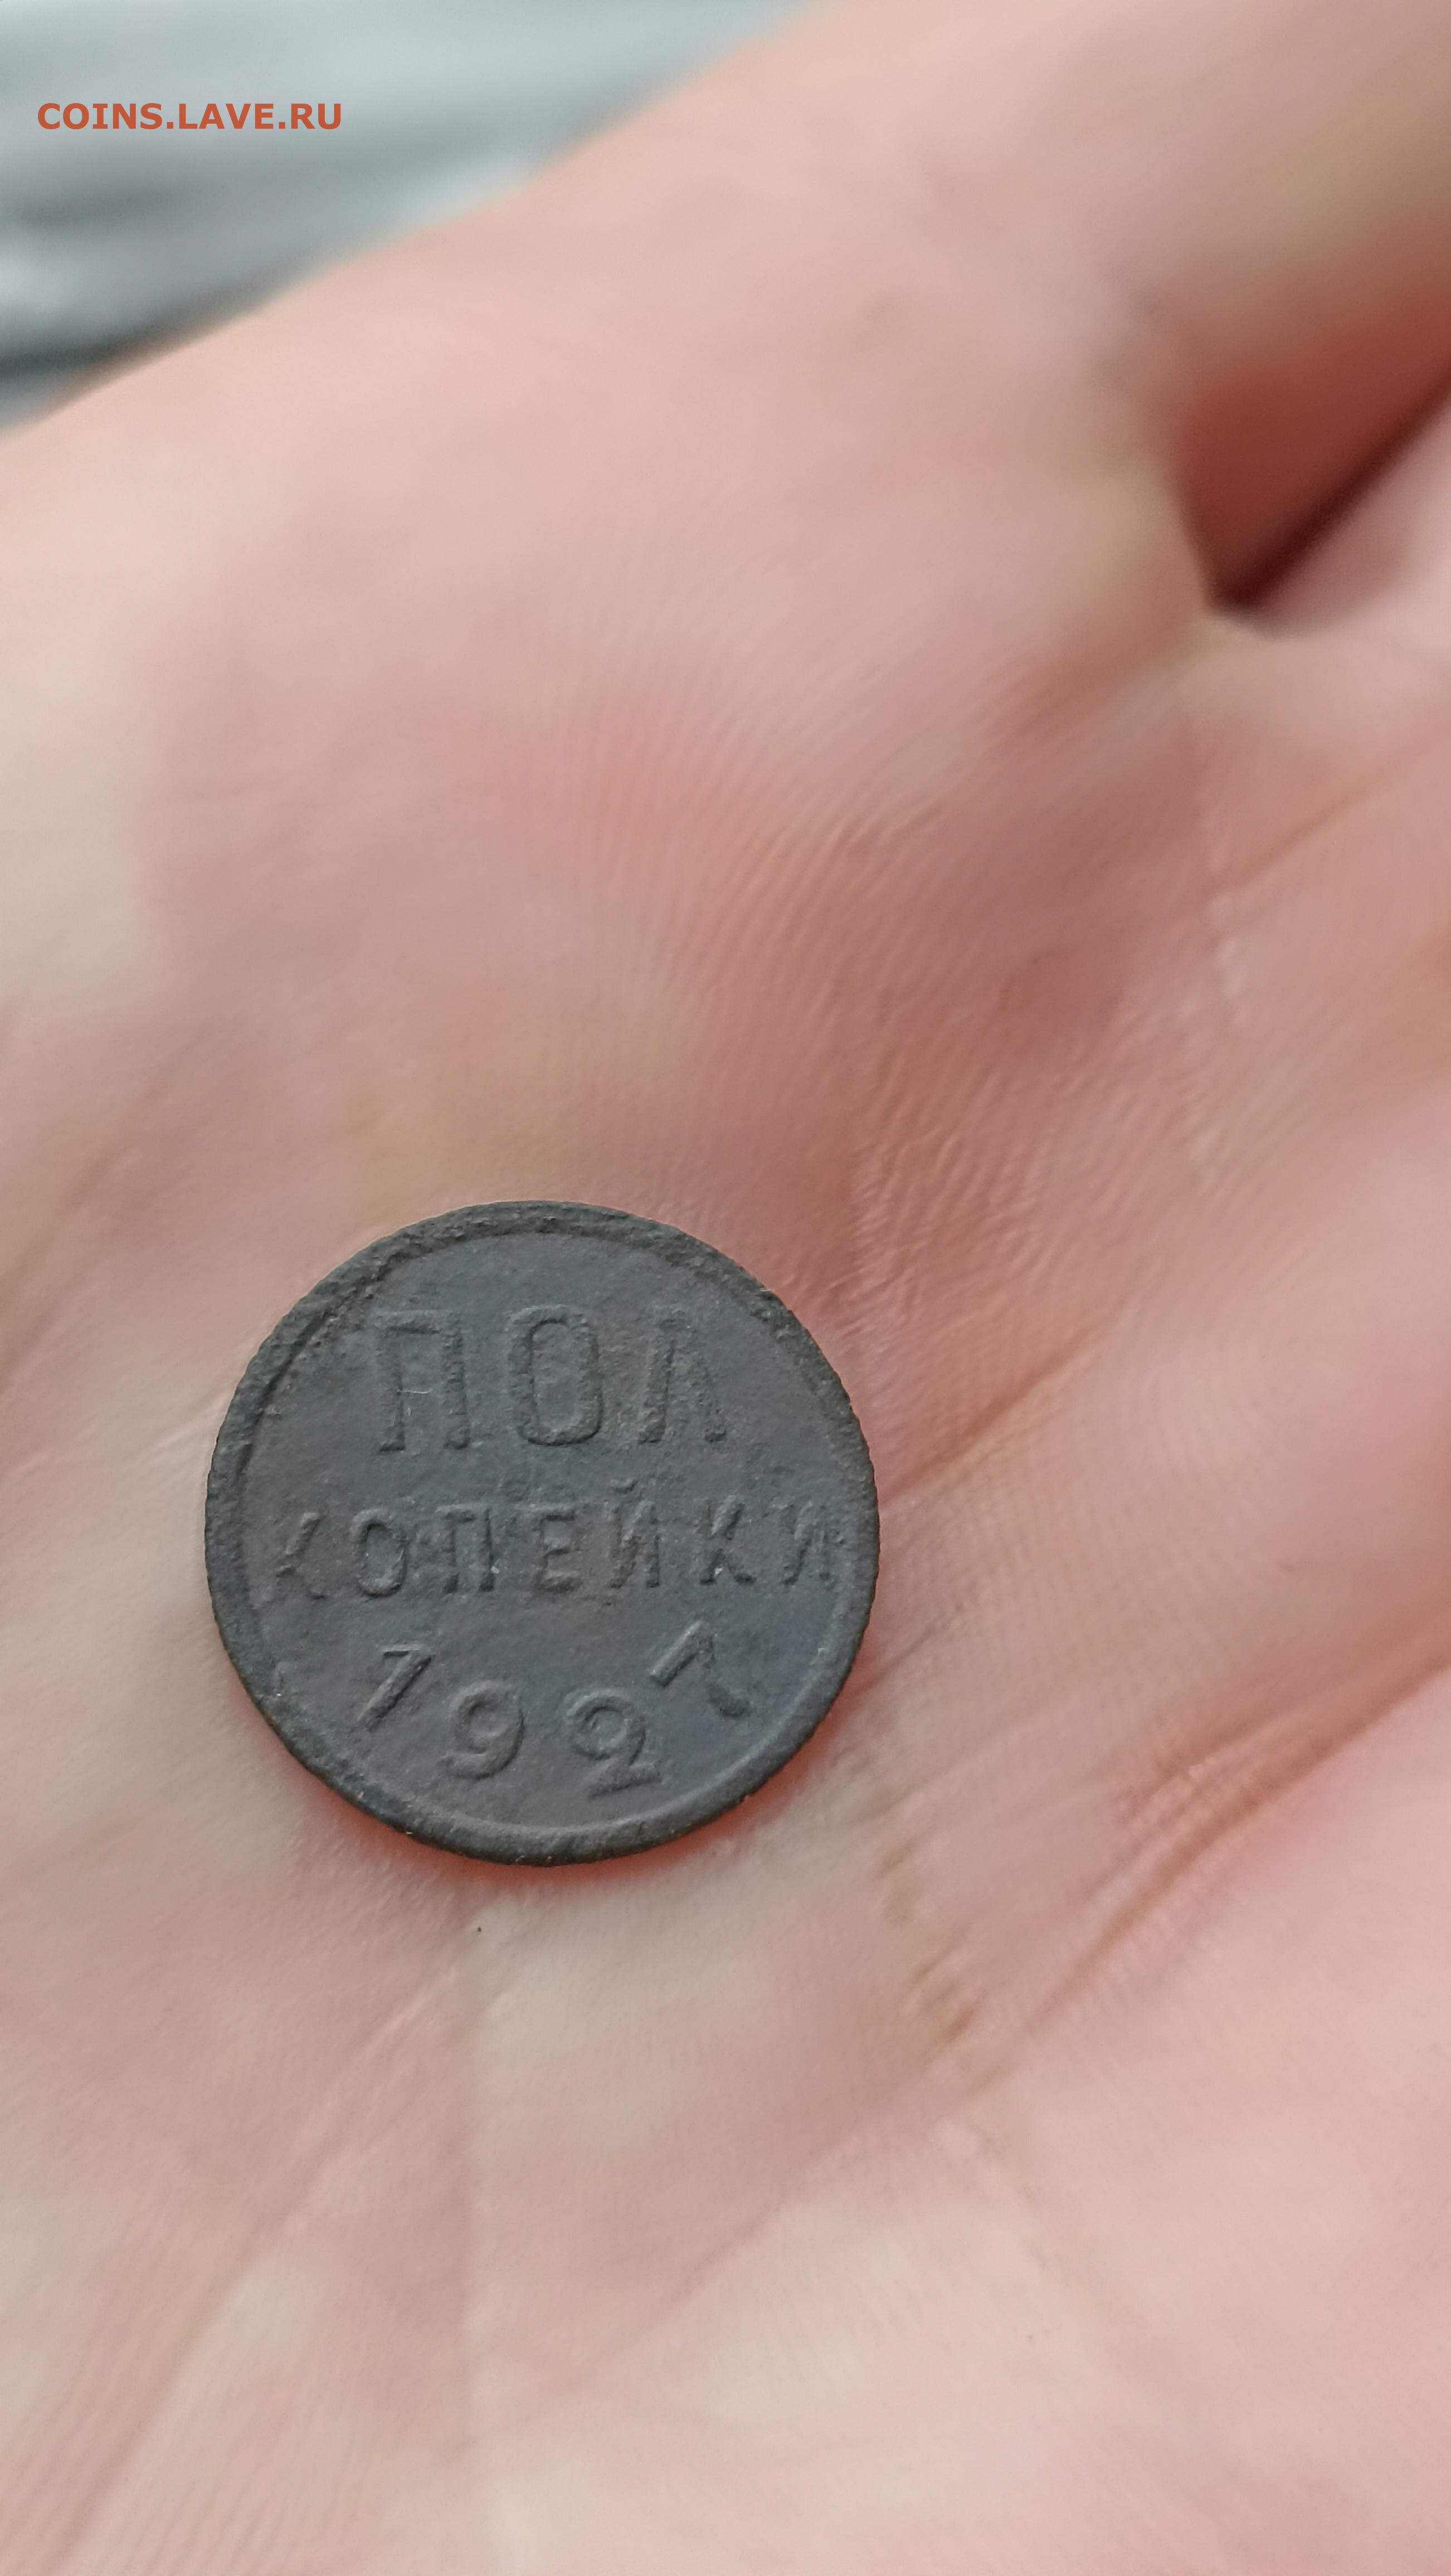 COINS.LAVE.RU
ПОЛ
КОПЕЙКИ
1927